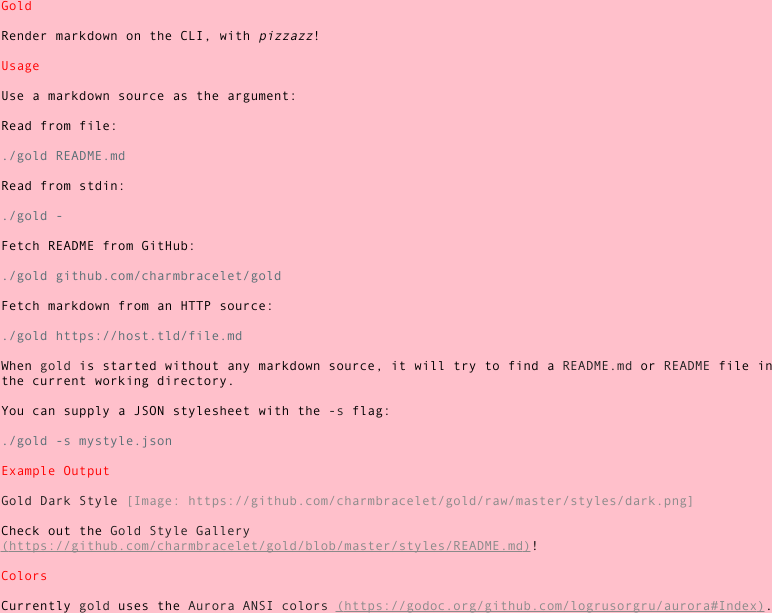 Gold
Render markdown on the CLI, with pizzazz!
Usage
Use a markdown source as the argument:
Read from file:
./gold README.md
Read from stdin:
./gold -
Fetch README from GitHub:
./gold github.com/charmbracelet/gold
Fetch markdown from an HTTP source:
./gold https://host.tld/file.md
When gold is started without any markdown source, it will try to find a README.md or README file in
the current working directory.
You can supply a JSON stylesheet with the -s flag:
./gold -s mystyle.json
Example Output
Gold Dark Style [Image: https://github.com/charmbracelet/gold/raw/master/styles/dark.png]
Check out the Gold Style Gallery
(https://github.com/charmbracelet/gold/blob/master/styles/README.md)!
Colors
Currently gold uses the Aurora ANSI colors (https://godoc.org/github.com/logrusorgru/aurora#Index).